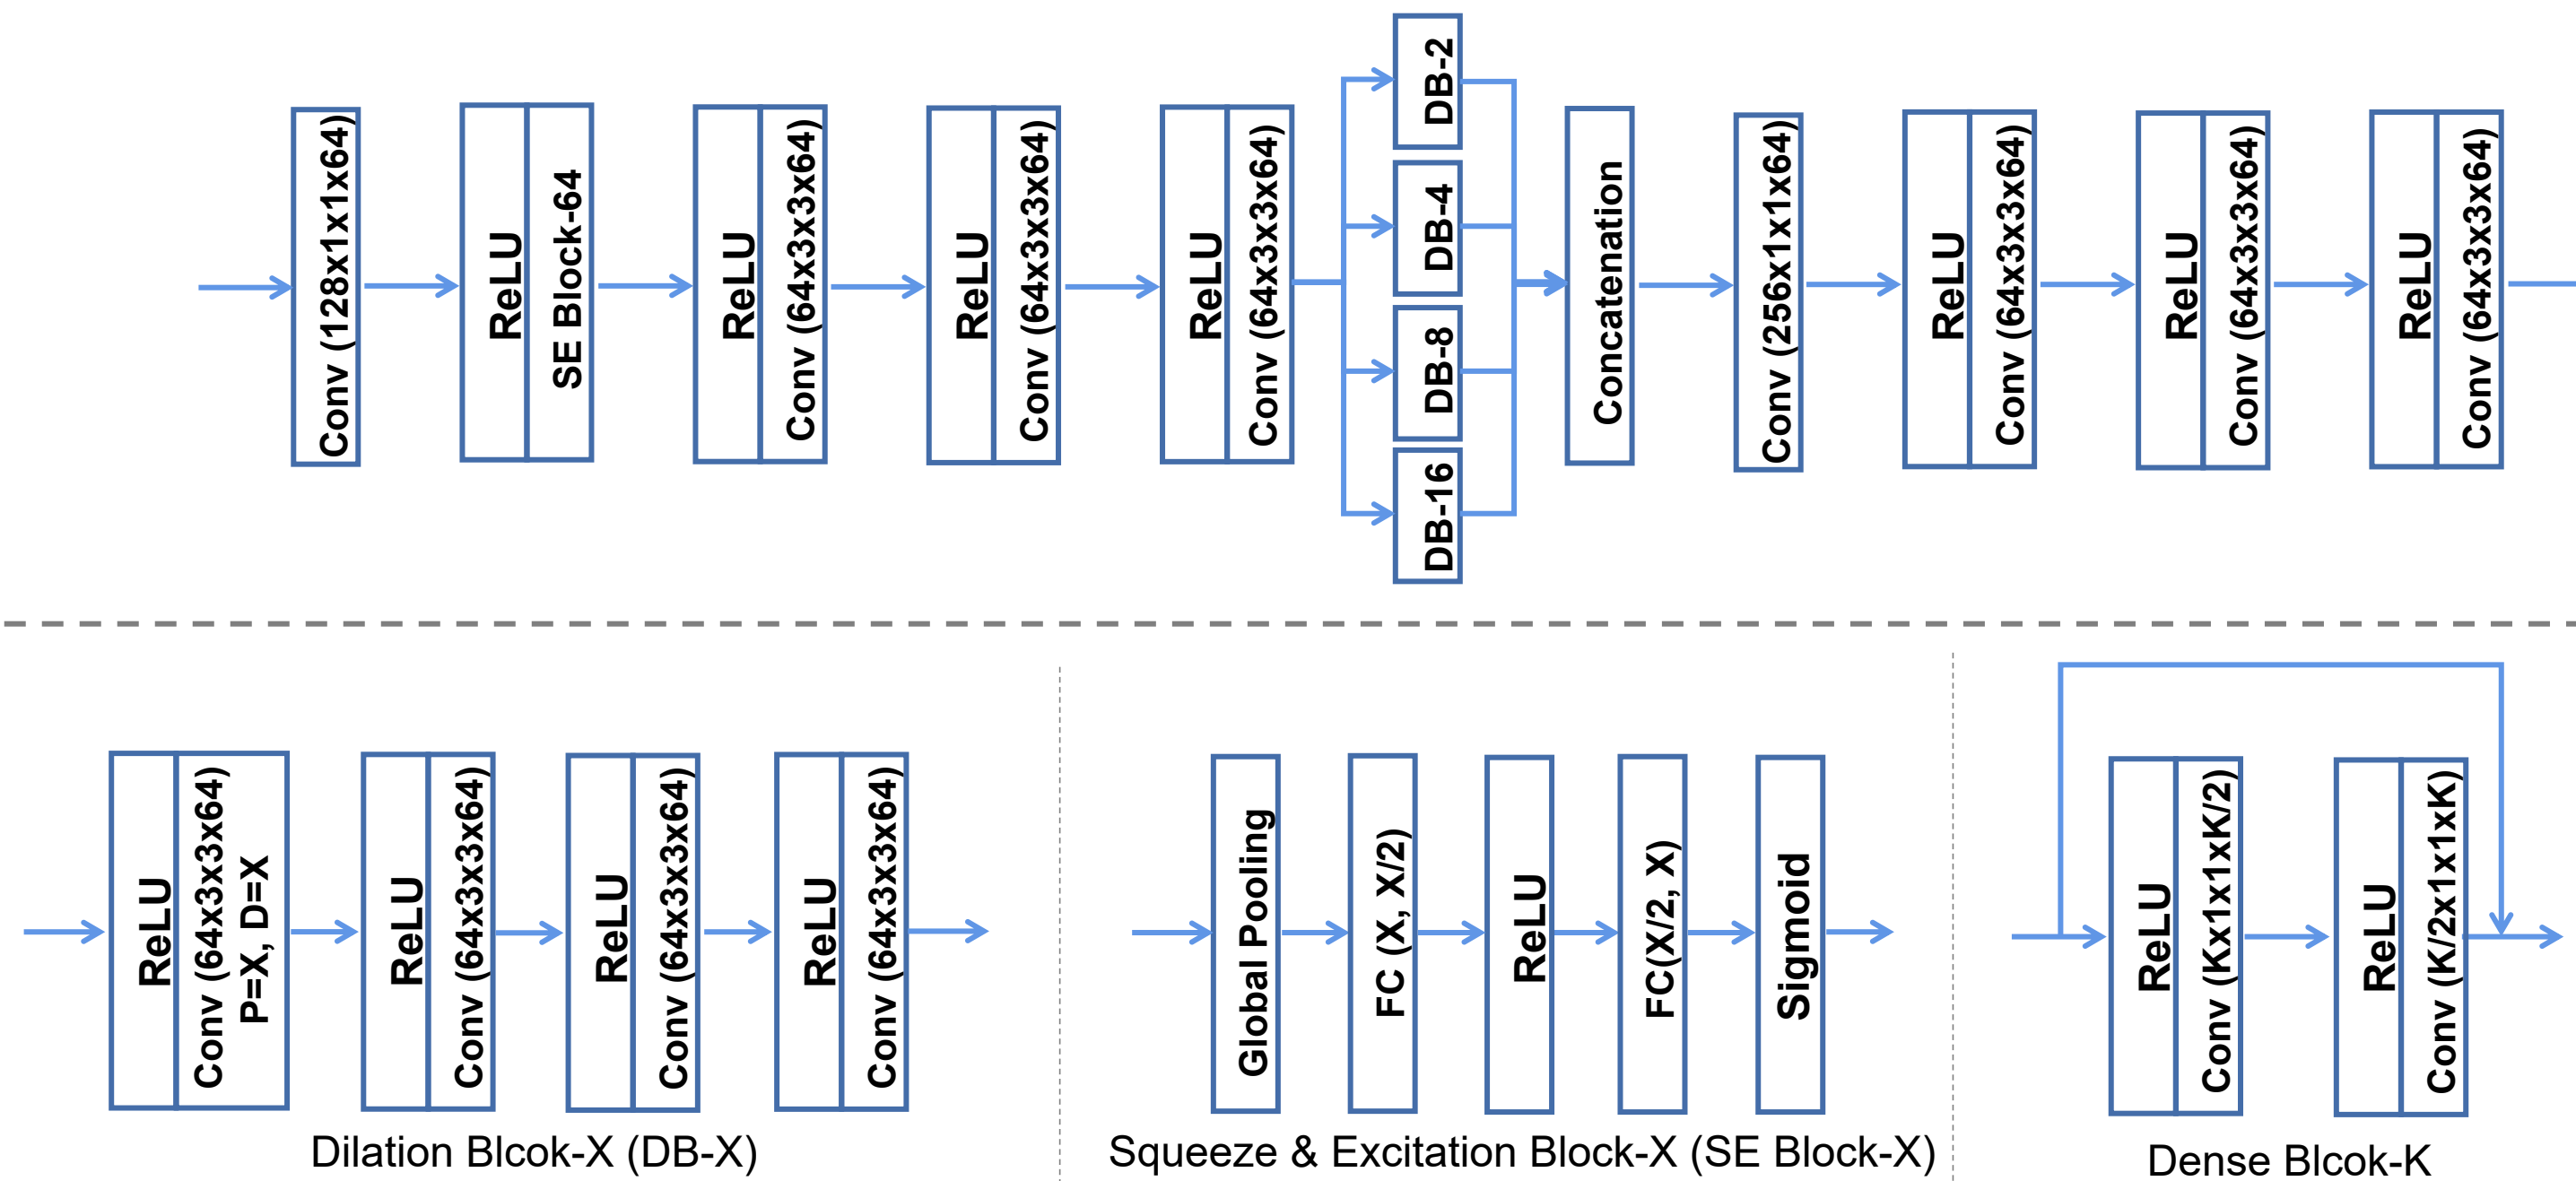 Conv (128x1x1x64)
ReLU
SE Block-64
ReLU
Conv (64x3x3x64)
ReLU
Conv (64x3x3x64)
ReLU
Conv (64x3x3x64)
DB-2
DB-4
DB-8
DB-16
Concatenation
Conv (256x1x1x64)
ReLU
Conv (64x3x3x64)
ReLU
Conv (64x3x3x64)
ReLU
Conv (64x3x3x64)
ReLU
Conv (64x3x3x64)
P=X, D=X
ReLU
Conv (64x3x3x64)
ReLU
Conv (64x3x3x64)
ReLU
Conv (64x3x3x64)
Dilation Blcok-X (DB-X)
Global Pooling
FC (X, X/2)
ReLU
FC(X/2, X)
Sigmoid
Squeeze & Excitation Block-X (SE Block-X)
ReLU
Conv (Kx1x1xK/2)
ReLU
Conv (K/2x1x1xK)
Dense Blcok-K